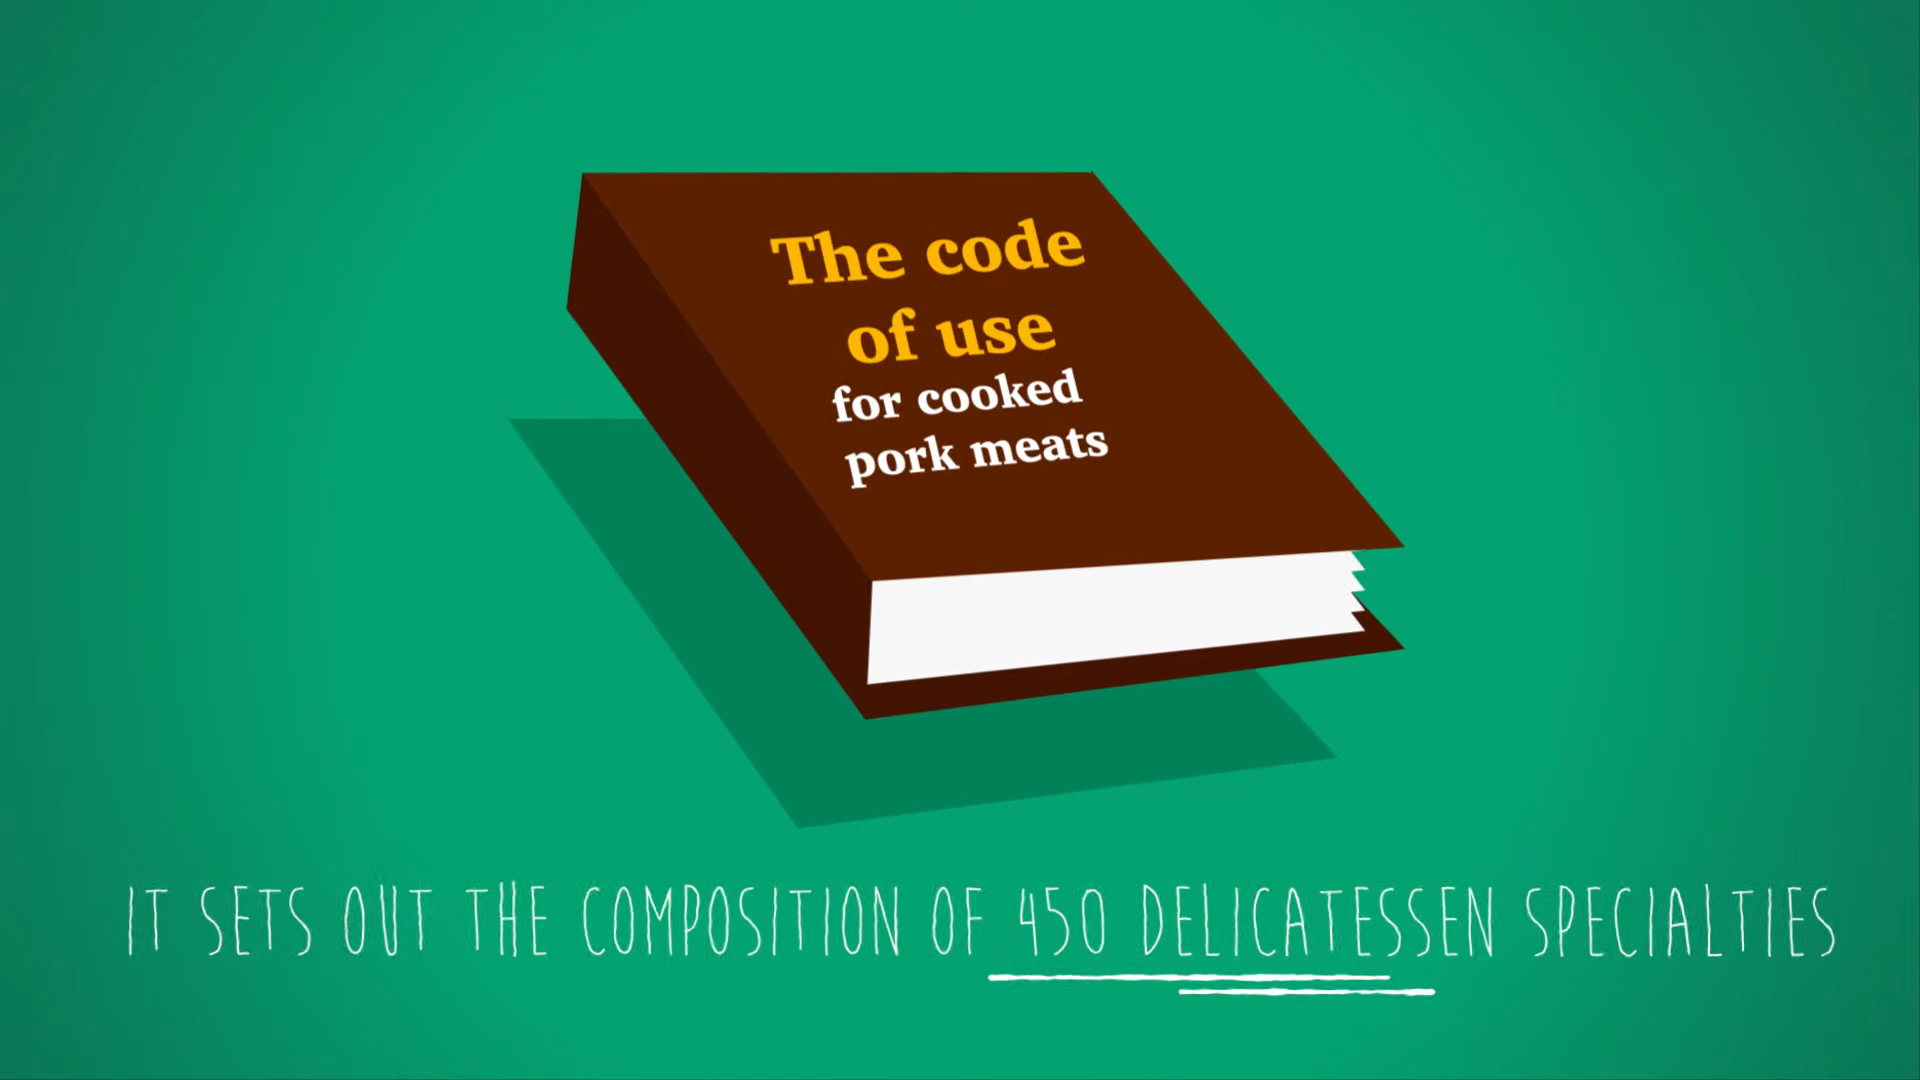 The code
of use
for cooked
pork meats
IT SETS OUT THE COMPOSITION OF 450 DELICATESSEN SPECIALTIES